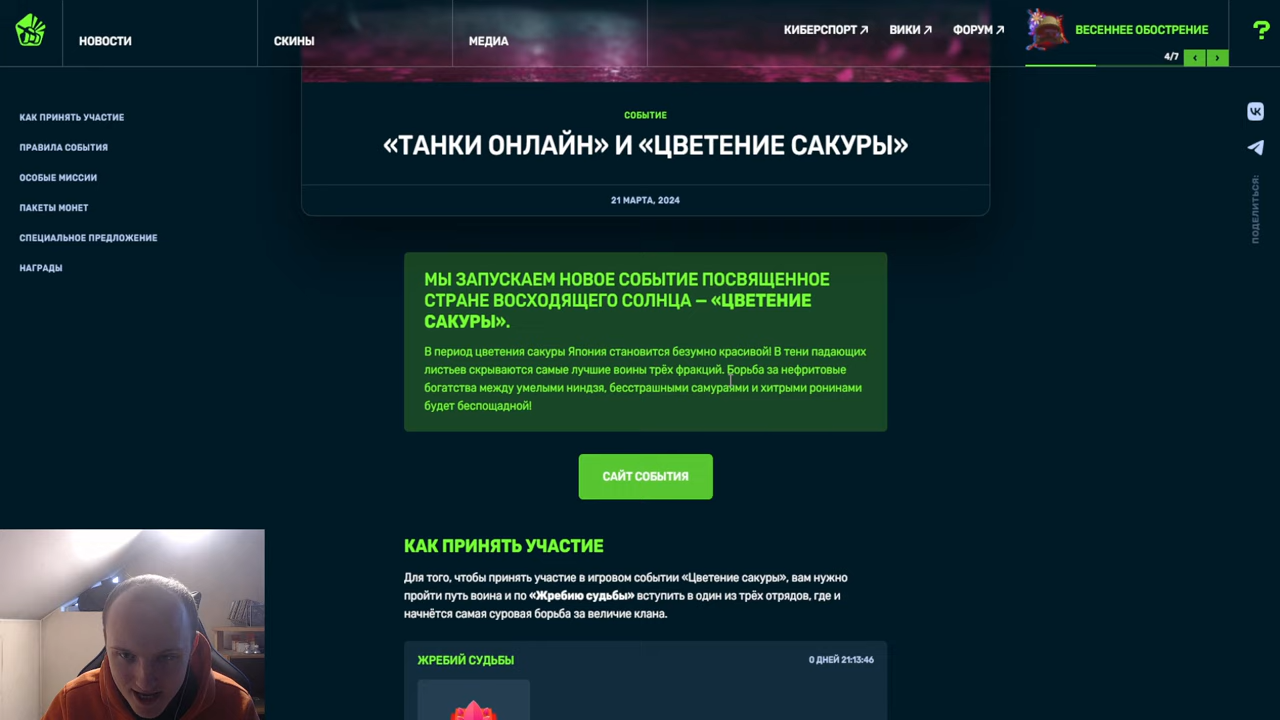 НОВОСТИ
СКИНЫ
МЕДИА
КИБЕРСПОРТ ↗
ВИКИ ↗
ФОРУМ ↗
ВЕСЕННЕЕ ОБОСТРЕНИЕ
?
4/7
‹ ›
КАК ПРИНЯТЬ УЧАСТИЕ
ПРАВИЛА СОБЫТИЯ
ОСОБЫЕ МИССИИ
ПАКЕТЫ МОНЕТ
СПЕЦИАЛЬНОЕ ПРЕДЛОЖЕНИЕ
НАГРАДЫ
СОБЫТИЕ
«ТАНКИ ОНЛАЙН» И «ЦВЕТЕНИЕ САКУРЫ»
21 МАРТА, 2024
МЫ ЗАПУСКАЕМ НОВОЕ СОБЫТИЕ ПОСВЯЩЕННОЕ
СТРАНЕ ВОСХОДЯЩЕГО СОЛНЦА – «ЦВЕТЕНИЕ
САКУРЫ».
В период цветения сакуры Япония становится безумно красивой! В тени падающих
листьев скрываются самые лучшие воины трёх фракций. Борьба за нефритовые
богатства между умелыми ниндзя, бесстрашными самураями и хитрыми ронинами
будет беспощадной!
САЙТ СОБЫТИЯ
КАК ПРИНЯТЬ УЧАСТИЕ
Для того, чтобы принять участие в игровом событии «Цветение сакуры», вам нужно
пройти путь воина и по «Жребию судьбы» вступить в один из трёх отрядов, где и
начнётся самая суровая борьба за величие клана.
ЖРЕБИЙ СУДЬБЫ
0 ДНЕЙ 21:13:46
ПОДЕЛИТЬСЯ: